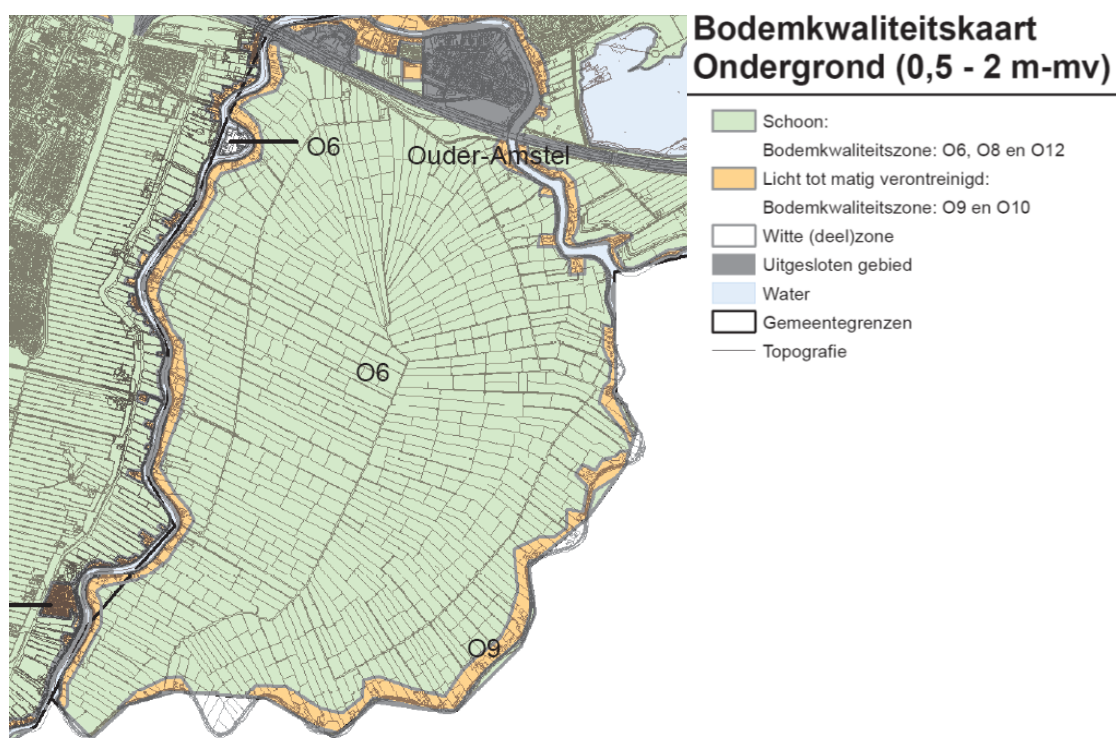 Bodemkwaliteitskaart
Ondergrond (0,5 - 2 m-mv)
Schoon:
Bodemkwaliteitszone: O6, O8 en O12
Licht tot matig verontreinigd:
Bodemkwaliteitszone: O9 en O10
Witte (deel)zone
Uitgesloten gebied
Water
Gemeentegrenzen
Topografie
O6
Ouder-Amstel
O6
O9